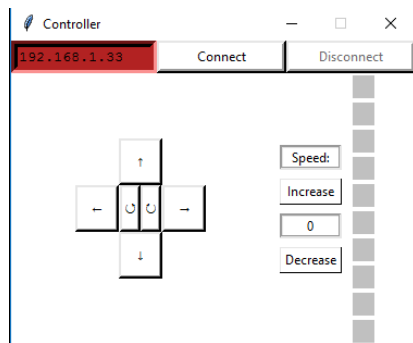 Controller
192.168.1.33 Connect Disconnect
↑
Speed:
← ↻ ↻ →
Increase
0
↓
Decrease